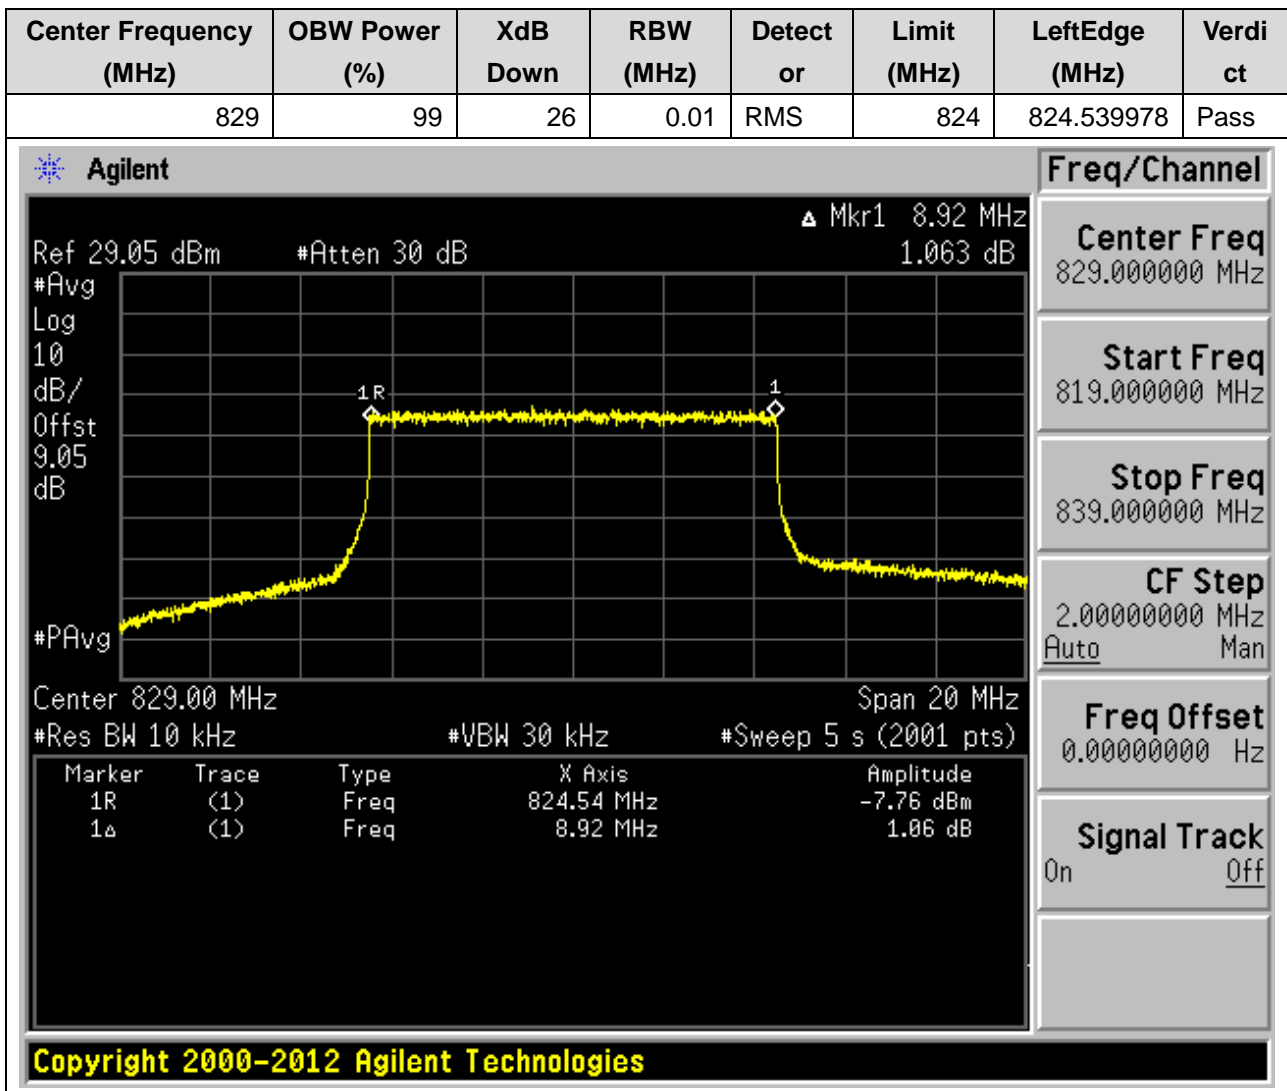 Center Frequency (MHz) OBW Power (%) XdB Down RBW (MHz) Detect or Limit (MHz) LeftEdge (MHz) Verdi ct
829 99 26 0.01 RMS 824 824.539978 Pass
Agilent
Freq/Channel
Δ Mkr1 8.92 MHz
Ref 29.05 dBm #Atten 30 dB 1.063 dB
#Avg
Log
10
dB/
Offst
9.05
dB
1R
1
#PAvg
Center 829.00 MHz Span 20 MHz
#Res BW 10 kHz #VBW 30 kHz #Sweep 5 s (2001 pts)
Marker Trace Type X Axis Amplitude
1R (1) Freq 824.54 MHz -7.76 dBm
1Δ (1) Freq 8.92 MHz 1.06 dB
Center Freq
829.000000 MHz
Start Freq
819.000000 MHz
Stop Freq
839.000000 MHz
CF Step
2.00000000 MHz
Auto Man
Freq Offset
0.00000000 Hz
Signal Track
On Off
Copyright 2000-2012 Agilent Technologies